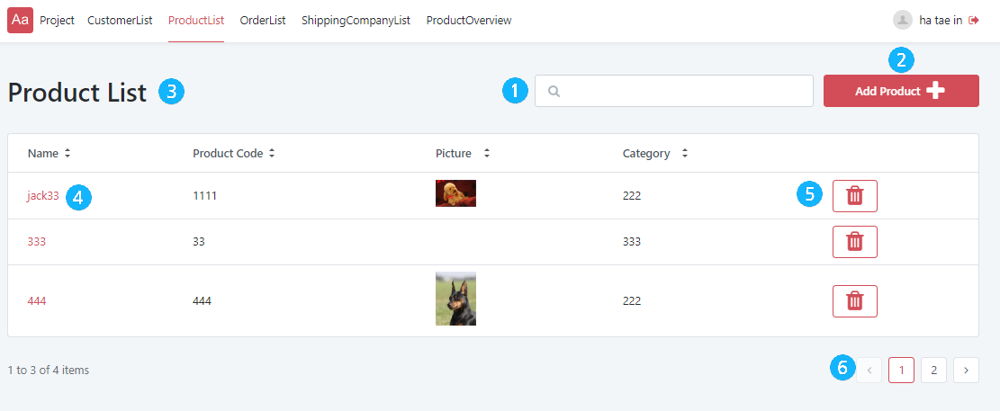 Aa Project CustomerList ProductList OrderList ShippingCompanyList ProductOverview ha tae in
2
Product List 3 1 Add Product
Name Product Code Picture Category
jack33 4 1111 222 5
333 33 333
444 444 222
1 to 3 of 4 items 6 1 2